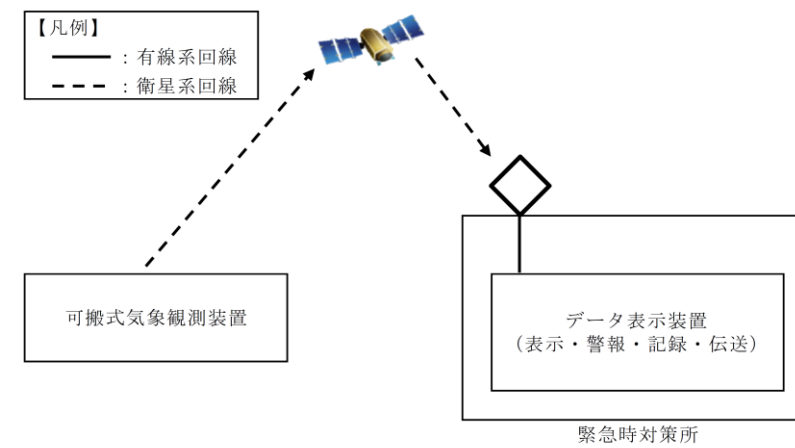 【凡例】
：有線系回線
：衛星系回線
可搬式気象観測装置
データ表示装置
（表示・警報・記録・伝送）
緊急時対策所